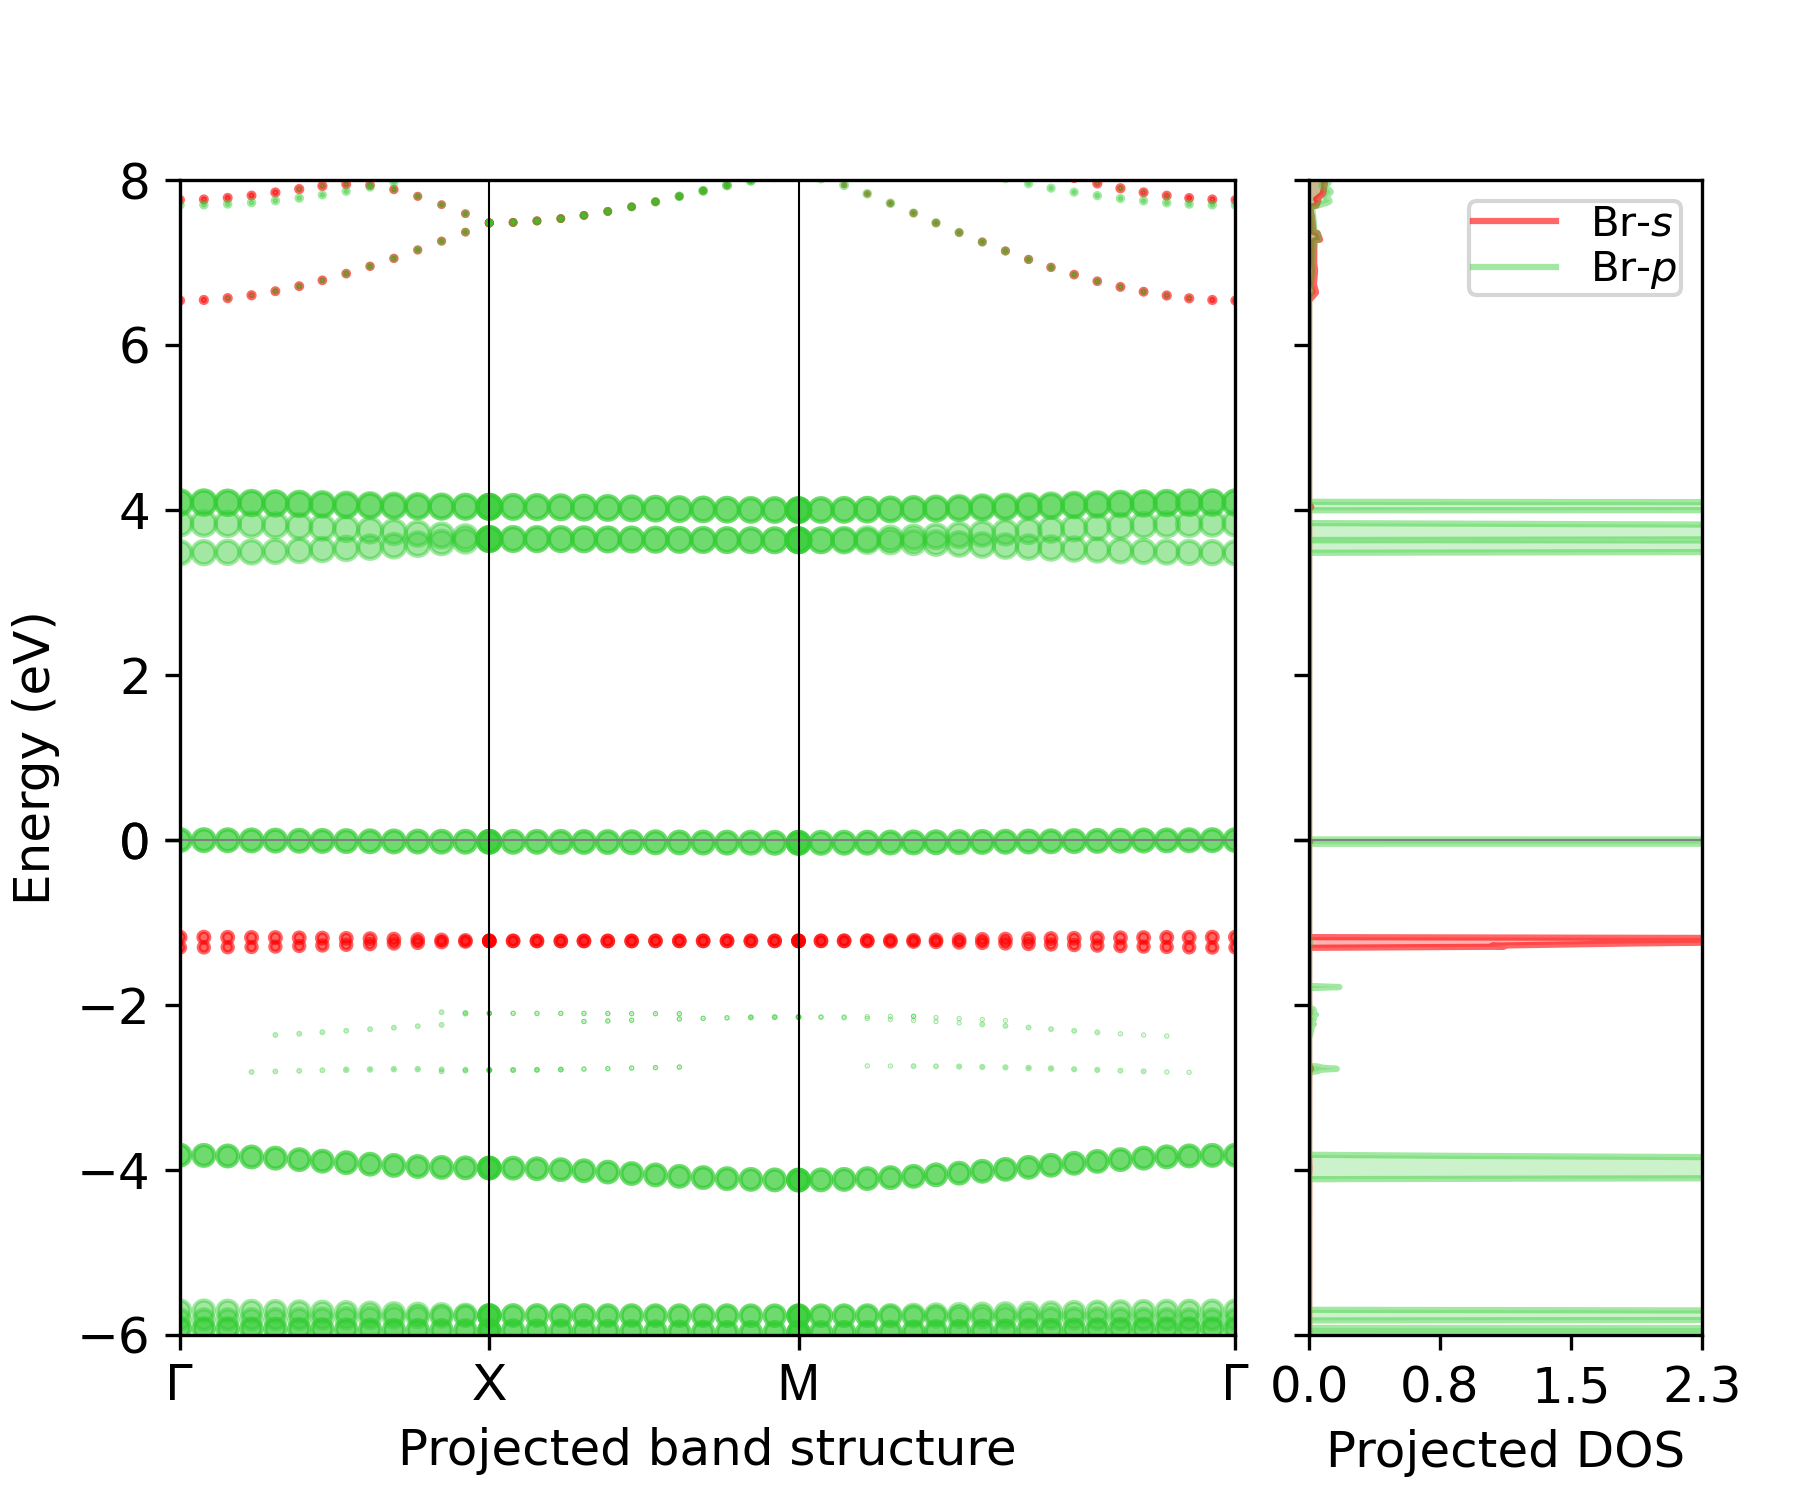 8
6
4
2
0
−2
−4
−6
Energy (eV)
Γ
X
M
Γ
Projected band structure
Br-s
Br-p
0.0
0.8
1.5
2.3
Projected DOS